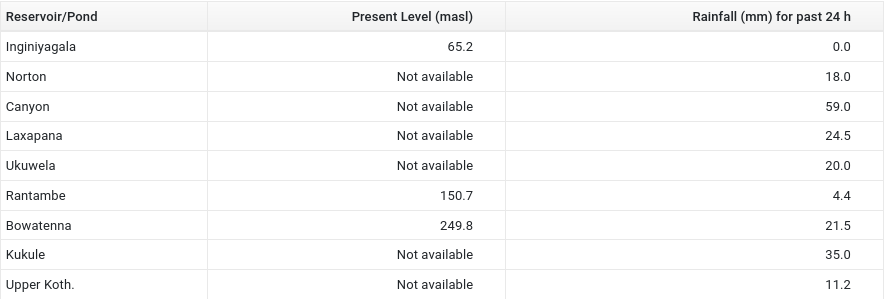 Reservoir/Pond Present Level (masl) Rainfall (mm) for past 24 h
Inginiyagala 65.2 0.0
Norton Not available 18.0
Canyon Not available 59.0
Laxapana Not available 24.5
Ukuwela Not available 20.0
Rantambe 150.7 4.4
Bowatenna 249.8 21.5
Kukule Not available 35.0
Upper Koth. Not available 11.2